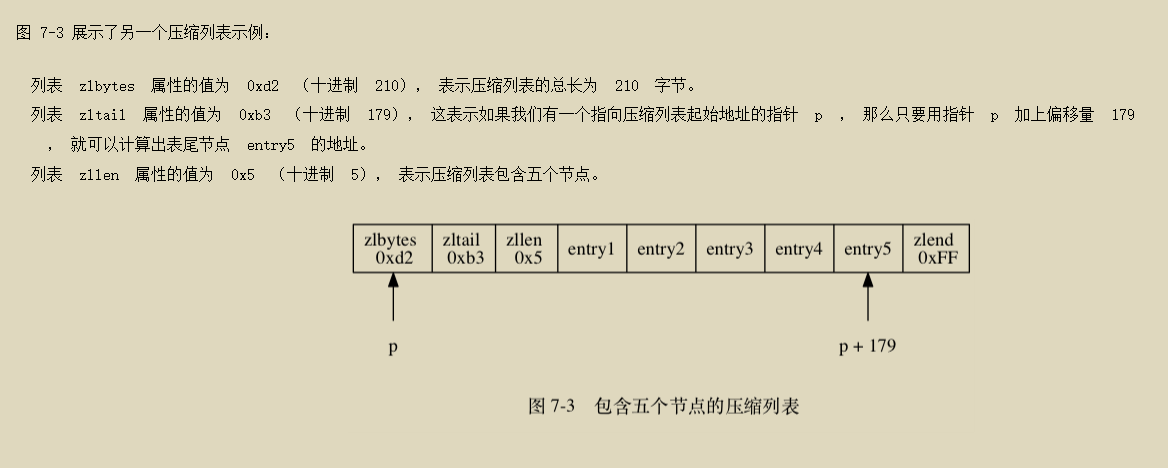 图 7-3 展示了另一个压缩列表示例：
列表 zlbytes 属性的值为 0xd2 （十进制 210）， 表示压缩列表的总长为 210 字节。
列表 zltail 属性的值为 0xb3 （十进制 179）， 这表示如果我们有一个指向压缩列表起始地址的指针 p ， 那么只要用指针 p 加上偏移量 179
， 就可以计算出表尾节点 entry5 的地址。
列表 zllen 属性的值为 0x5 （十进制 5）， 表示压缩列表包含五个节点。
zlbytes zltail zllen entry1 entry2 entry3 entry4 entry5 zlend
0xd2 0xb3 0x5 0xFF
p p + 179
图 7-3 包含五个节点的压缩列表